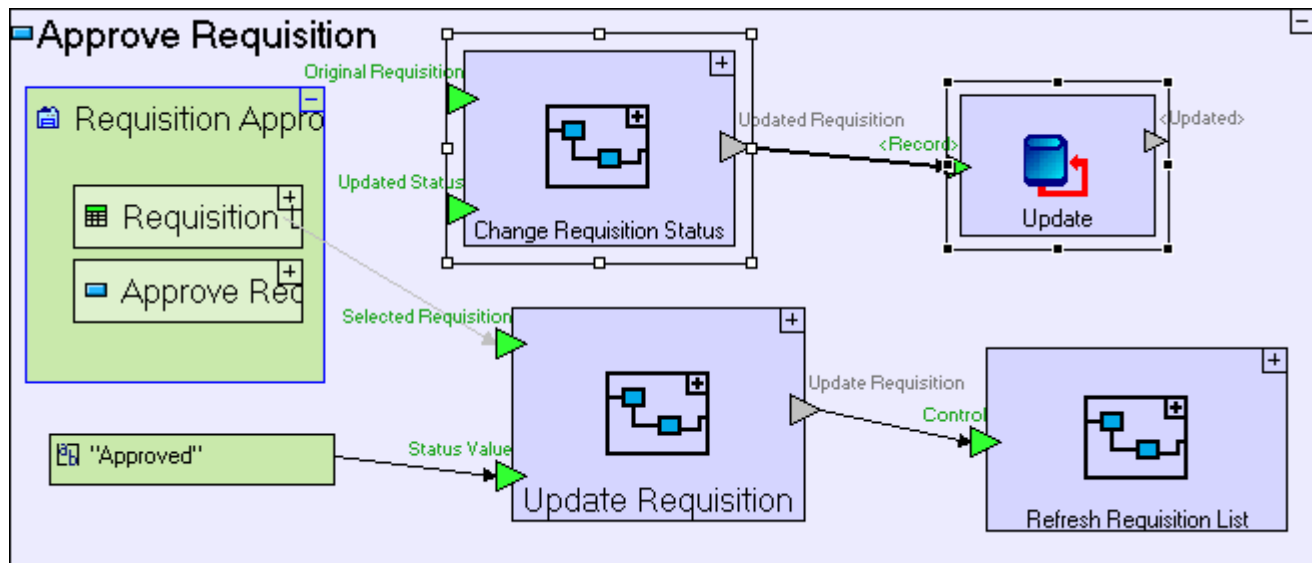 Approve Requisition
Original Requisition
Requisition Appro
Updated Requisition
<Updated>
<Record>
Updated Status
Requisition L
Change Requisition Status
Update
Approve Req
Selected Requisition
Update Requisition
Control
"Approved"
Status Value
Update Requisition
Refresh Requisition List